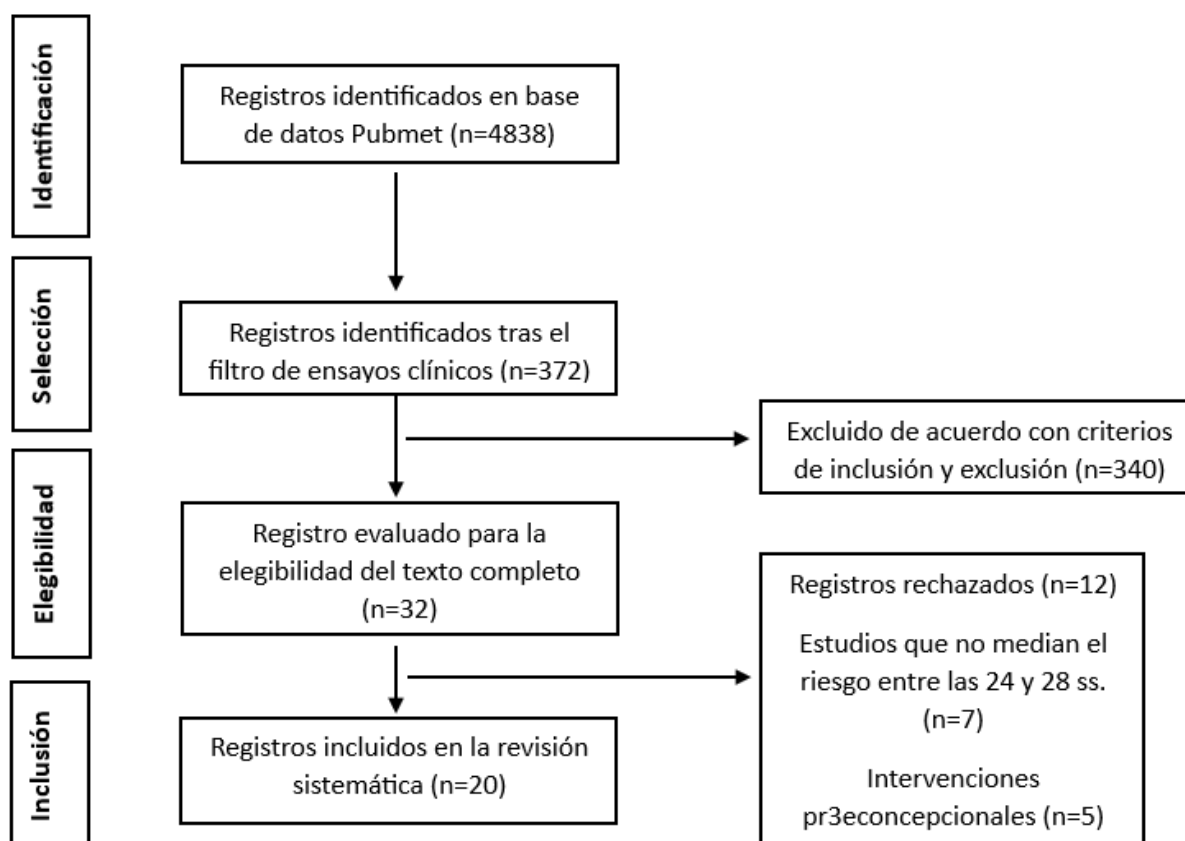 Identificación
Registros identificados en base
de datos Pubmet (n=4838)
Selección
Registros identificados tras el
filtro de ensayos clínicos (n=372)
Excluido de acuerdo con criterios
de inclusión y exclusión (n=340)
Elegibilidad
Registro evaluado para la
elegibilidad del texto completo
(n=32)
Registros rechazados (n=12)
Estudios que no median el
riesgo entre las 24 y 28 ss.
(n=7)
Intervenciones
pr3econcepcionales (n=5)
Inclusión
Registros incluidos en la revisión
sistemática (n=20)